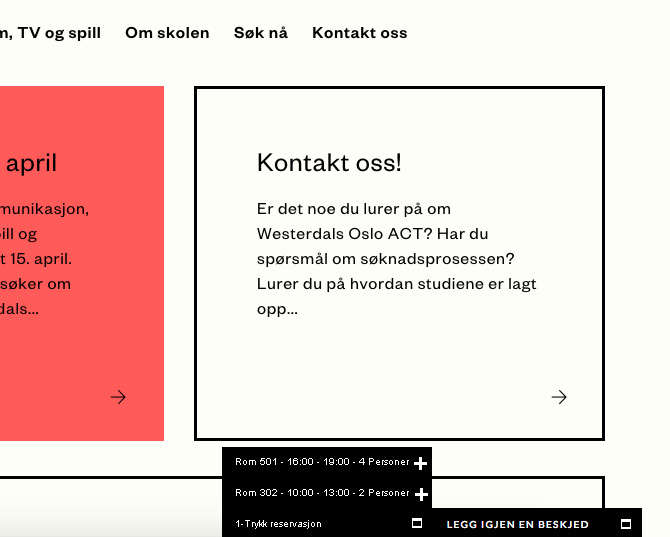 m, TV og spill Om skolen Søk nå Kontakt oss
april
munikasjon,
ill og
t 15. april.
søker om
dals...
Kontakt oss!
Er det noe du lurer på om
Westerdals Oslo ACT? Har du
spørsmål om søknadsprosessen?
Lurer du på hvordan studiene er lagt
opp...
Rom 501 - 16:00 - 19:00 - 4 Personer
Rom 302 - 10:00 - 13:00 - 2 Personer
1-Trykk reservasjon
LEGG IGJEN EN BESKJED